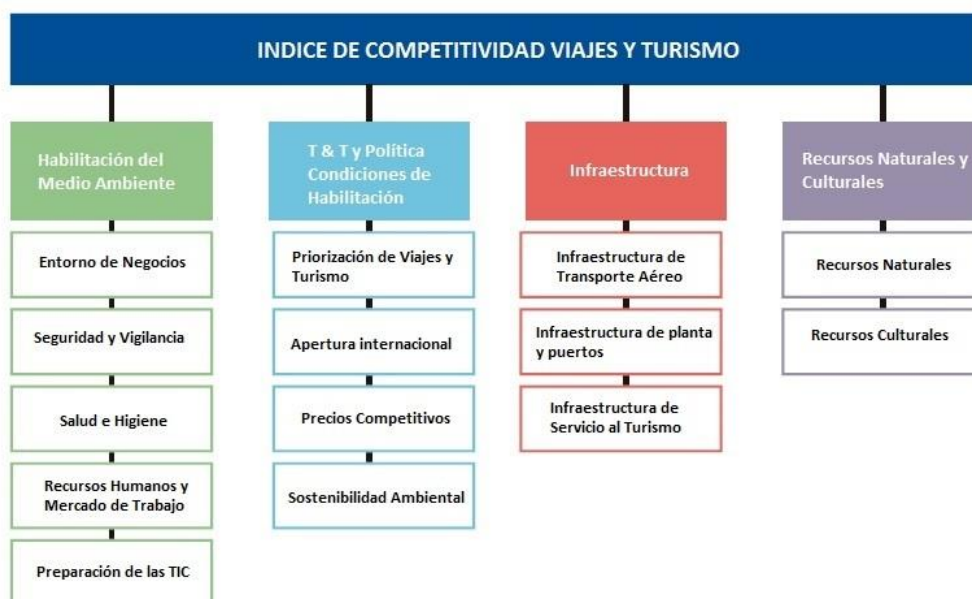 INDICE DE COMPETITIVIDAD VIAJES Y TURISMO
Habilitación del
Medio Ambiente
Entorno de Negocios
Seguridad y Vigilancia
Salud e Higiene
Recursos Humanos y
Mercado de Trabajo
Preparación de las TIC
T & T y Política
Condiciones de
Habilitación
Priorización de Viajes y
Turismo
Apertura internacional
Precios Competitivos
Sostenibilidad Ambiental
Infraestructura
Infraestructura de
Transporte Aéreo
Infraestructura de planta
y puertos
Infraestructura de
Servicio al Turismo
Recursos Naturales y
Culturales
Recursos Naturales
Recursos Culturales